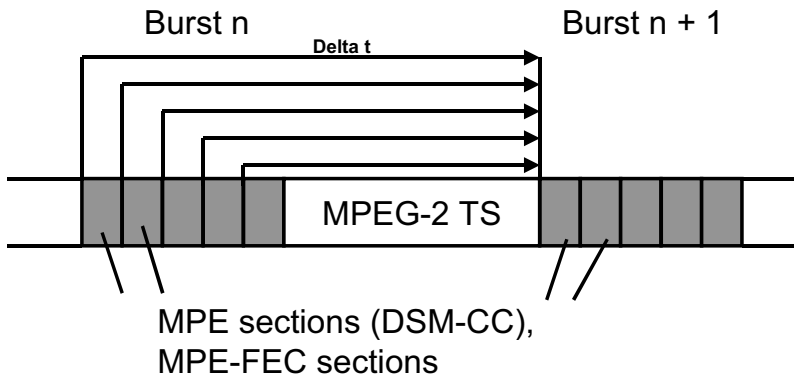 Burst n
Burst n + 1
Delta t
MPEG-2 TS
MPE sections (DSM-CC),
MPE-FEC sections